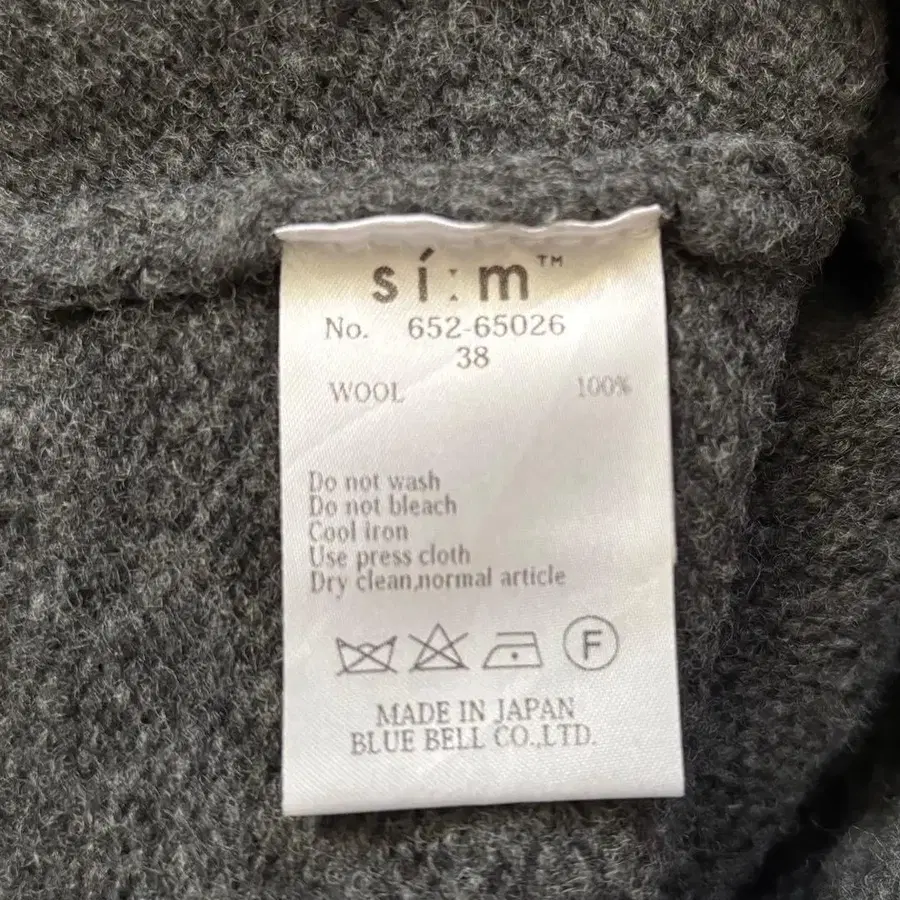 sí:m™
No. 652-65026
38
WOOL 100%
Do not wash
Do not bleach
Cool iron
Use press cloth
Dry clean,normal article
F
MADE IN JAPAN
BLUE BELL CO.,LTD.